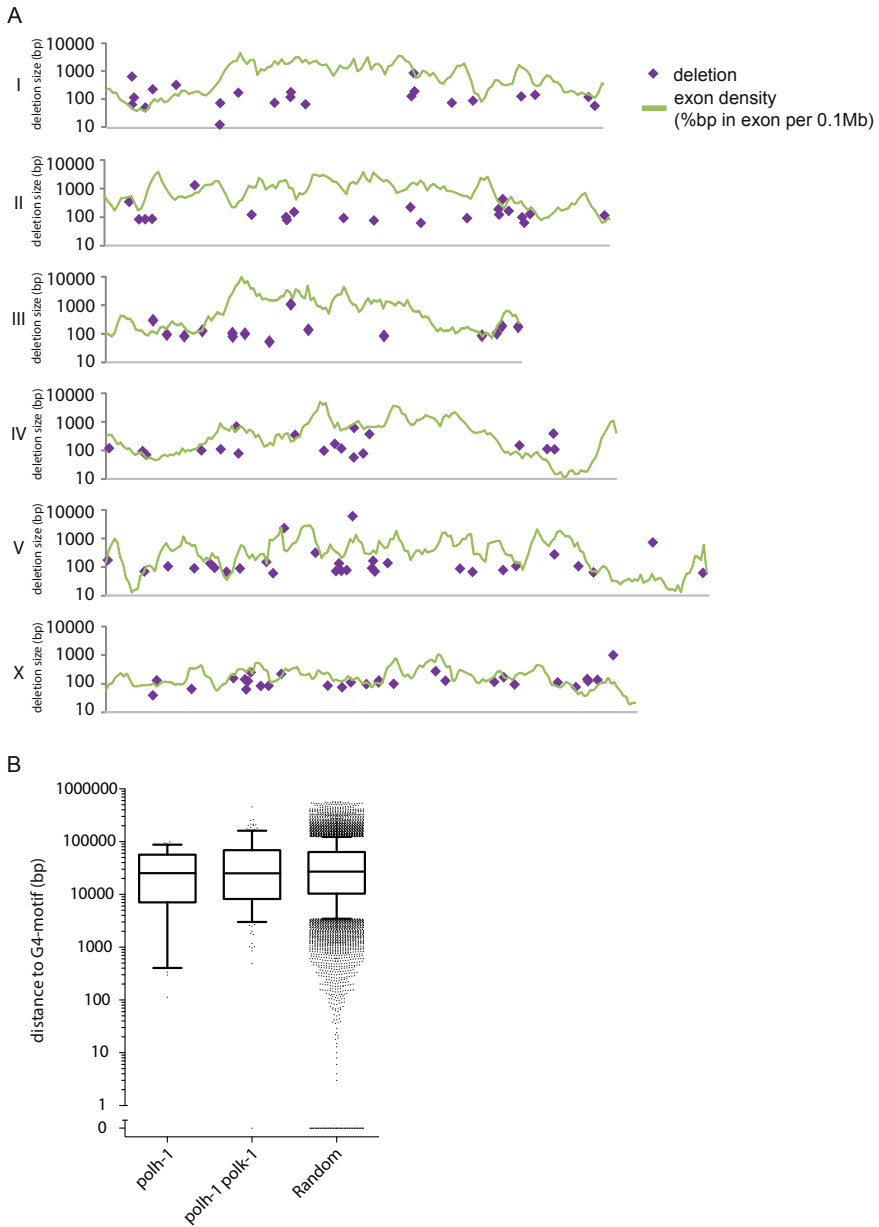 A
I
deletion size (bp)
10000
1000
100
10
deletion
exon density
(%bp in exon per 0.1Mb)
II
deletion size (bp)
10000
1000
100
10
III
deletion size (bp)
10000
1000
100
10
IV
deletion size (bp)
10000
1000
100
10
V
deletion size (bp)
10000
1000
100
10
X
deletion size (bp)
10000
1000
100
10
B
distance to G4-motif (bp)
1000000
100000
10000
1000
100
10
1
0
polh-1
polh-1 polk-1
Random